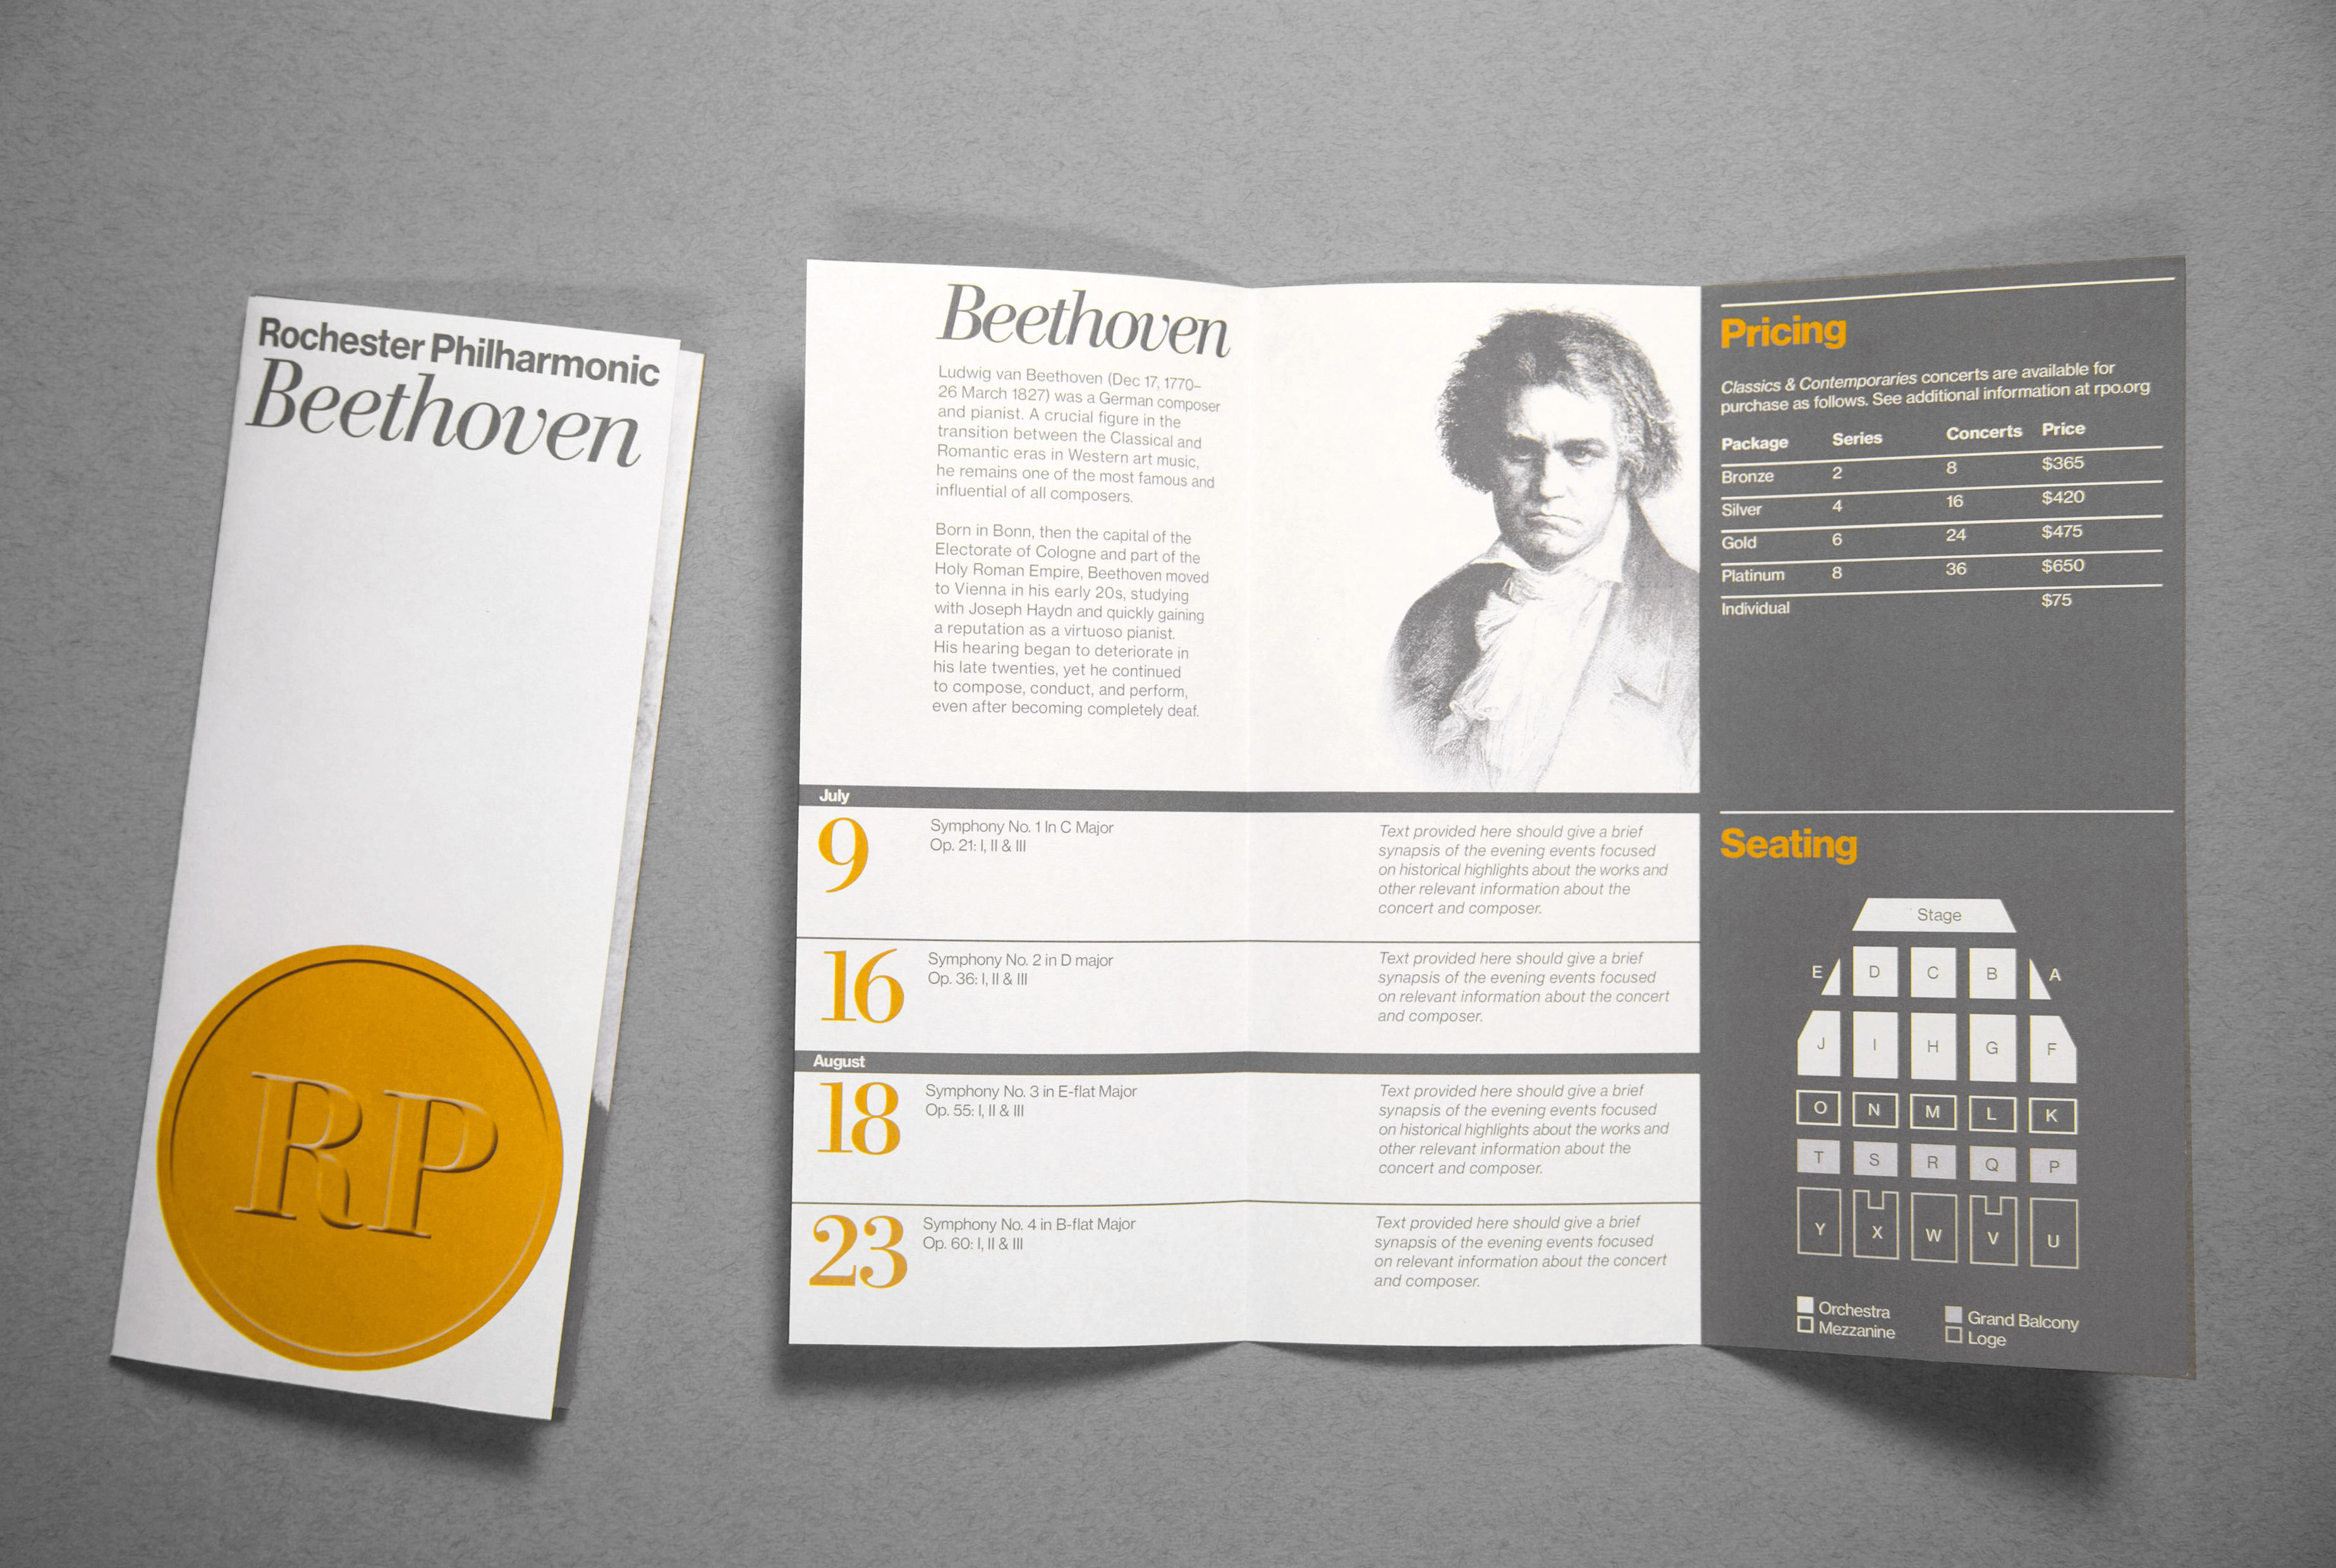 Rochester Philharmonic
Beethoven
RP
Beethoven
Ludwig van Beethoven (Dec 17, 1770–
26 March 1827) was a German composer
and pianist. A crucial figure in the
transition between the Classical and
Romantic eras in Western art music,
he remains one of the most famous and
influential of all composers.
Born in Bonn, then the capital of the
Electorate of Cologne and part of the
Holy Roman Empire, Beethoven moved
to Vienna in his early 20s, studying
with Joseph Haydn and quickly gaining
a reputation as a virtuoso pianist.
His hearing began to deteriorate in
his late twenties, yet he continued
to compose, conduct, and perform,
even after becoming completely deaf.
July
9
Symphony No. 1 In C Major
Op. 21: I, II & III
Text provided here should give a brief
synapsis of the evening events focused
on historical highlights about the works and
other relevant information about the
concert and composer.
16
Symphony No. 2 in D major
Op. 36: I, II & III
Text provided here should give a brief
synapsis of the evening events focused
on relevant information about the concert
and composer.
August
18
Symphony No. 3 in E-flat Major
Op. 55: I, II & III
Text provided here should give a brief
synapsis of the evening events focused
on historical highlights about the works and
other relevant information about the
concert and composer.
23
Symphony No. 4 in B-flat Major
Op. 60: I, II & III
Text provided here should give a brief
synapsis of the evening events focused
on relevant information about the concert
and composer.
Pricing
Classics & Contemporaries concerts are available for
purchase as follows. See additional information at rpo.org
Package Series Concerts Price
Bronze 2 8 $365
Silver 4 16 $420
Gold 6 24 $475
Platinum 8 36 $650
Individual $75
Seating
Stage
E D C B A
J I H G F
O N M L K
T S R Q P
Y X W V U
Orchestra Grand Balcony
Mezzanine Loge